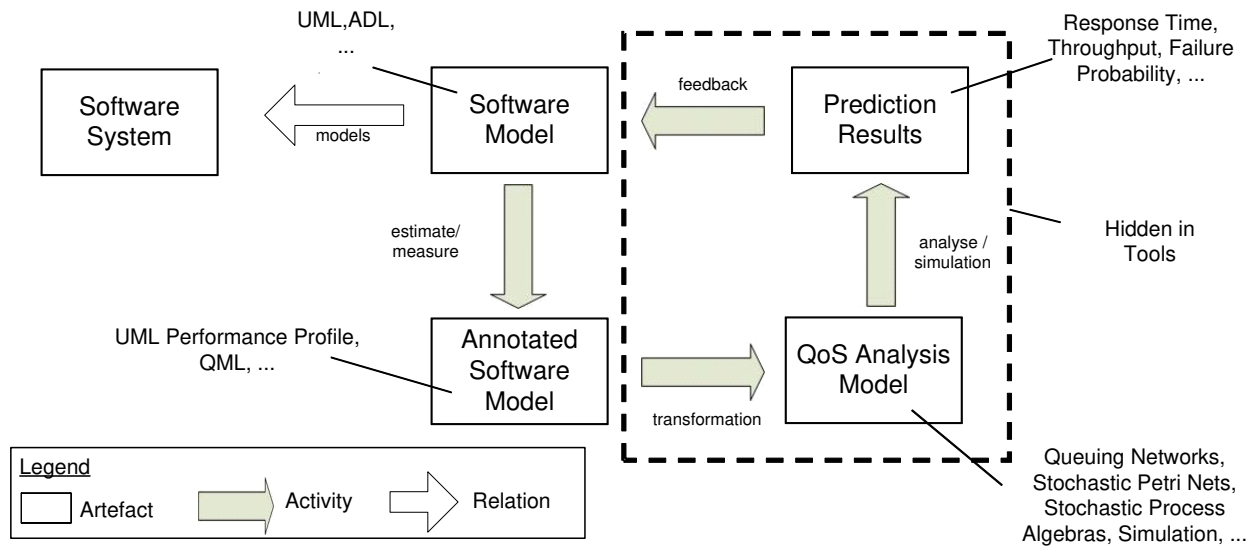 UML,ADL,
...
Response Time,
Throughput, Failure
Probability, ...
Software
System
models
Software
Model
feedback
Prediction
Results
estimate/
measure
analyse /
simulation
Hidden in
Tools
UML Performance Profile,
QML, ...
Annotated
Software
Model
transformation
QoS Analysis
Model
Queuing Networks,
Stochastic Petri Nets,
Stochastic Process
Algebras, Simulation, ...
Legend
Artefact
Activity
Relation